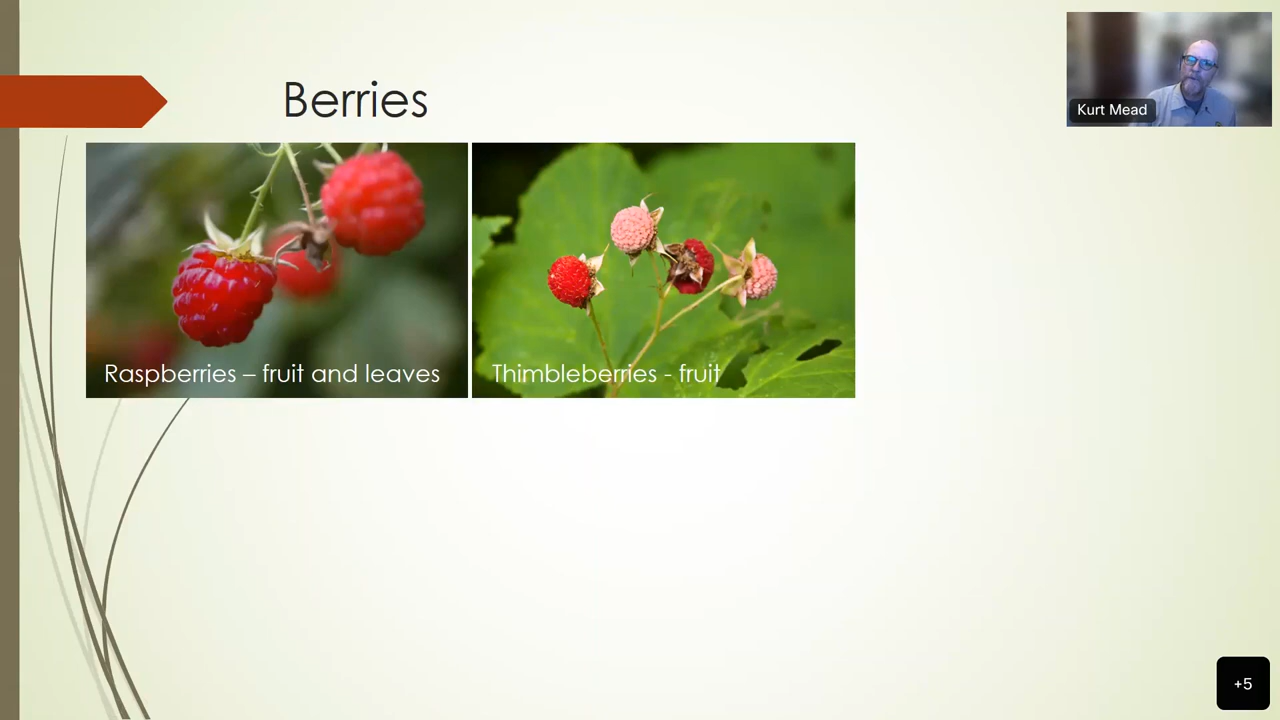 Berries
Kurt Mead
Raspberries – fruit and leaves
Thimbleberries - fruit
+5